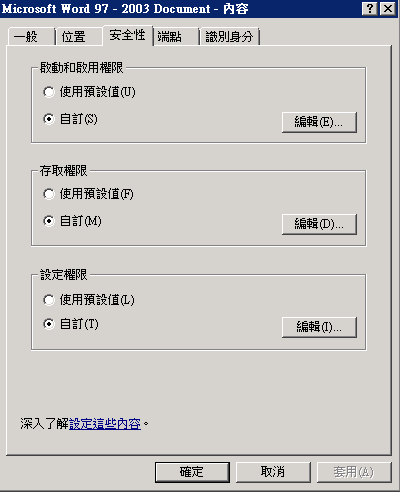 Microsoft Word 97 - 2003 Document - 內容
一般 位置 安全性 端點 識別身分
啟動和啟用權限
使用預設值(U)
自訂(S)
編輯(E)...
存取權限
使用預設值(F)
自訂(M)
編輯(D)...
設定權限
使用預設值(L)
自訂(T)
編輯(I)...
深入了解設定這些內容。
確定 取消 套用(A)